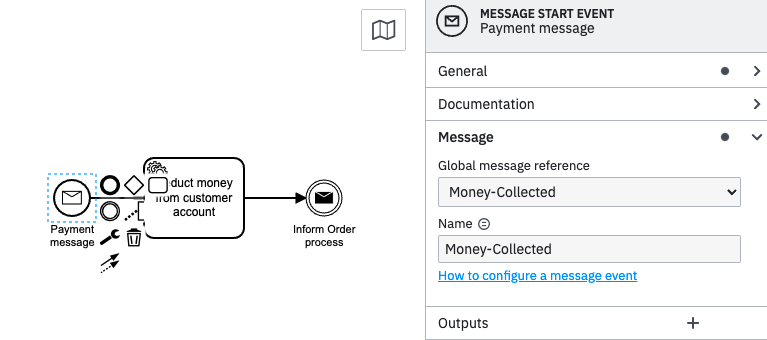 MESSAGE START EVENT
Payment message
General
Documentation
Message
Global message reference
Money-Collected
Name
Money-Collected
How to configure a message event
Outputs
duct money
from customer
account
Payment
message
Inform Order
process